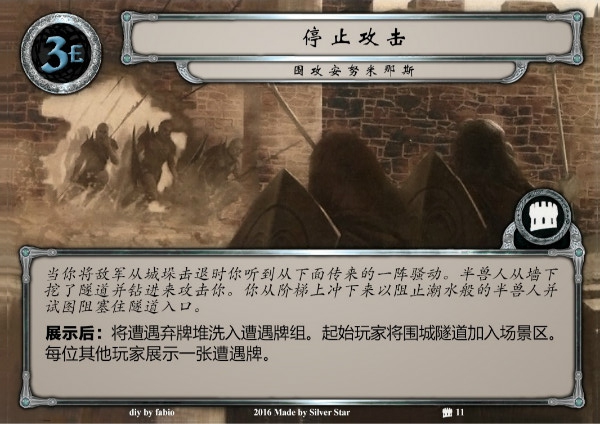 停止攻击
3E
围攻安努米那斯
当你将敌军从城垛击退时你听到从下面传来的一阵骚动。半兽人从墙下
挖了隧道并钻进来攻击你。你从阶梯上冲下来以阻止潮水般的半兽人并
试图阻塞住隧道入口。
展示后：将遭遇弃牌堆洗入遭遇牌组。起始玩家将围城隧道加入场景区。
每位其他玩家展示一张遭遇牌。
diy by fabio 2016 Made by Silver Star 11